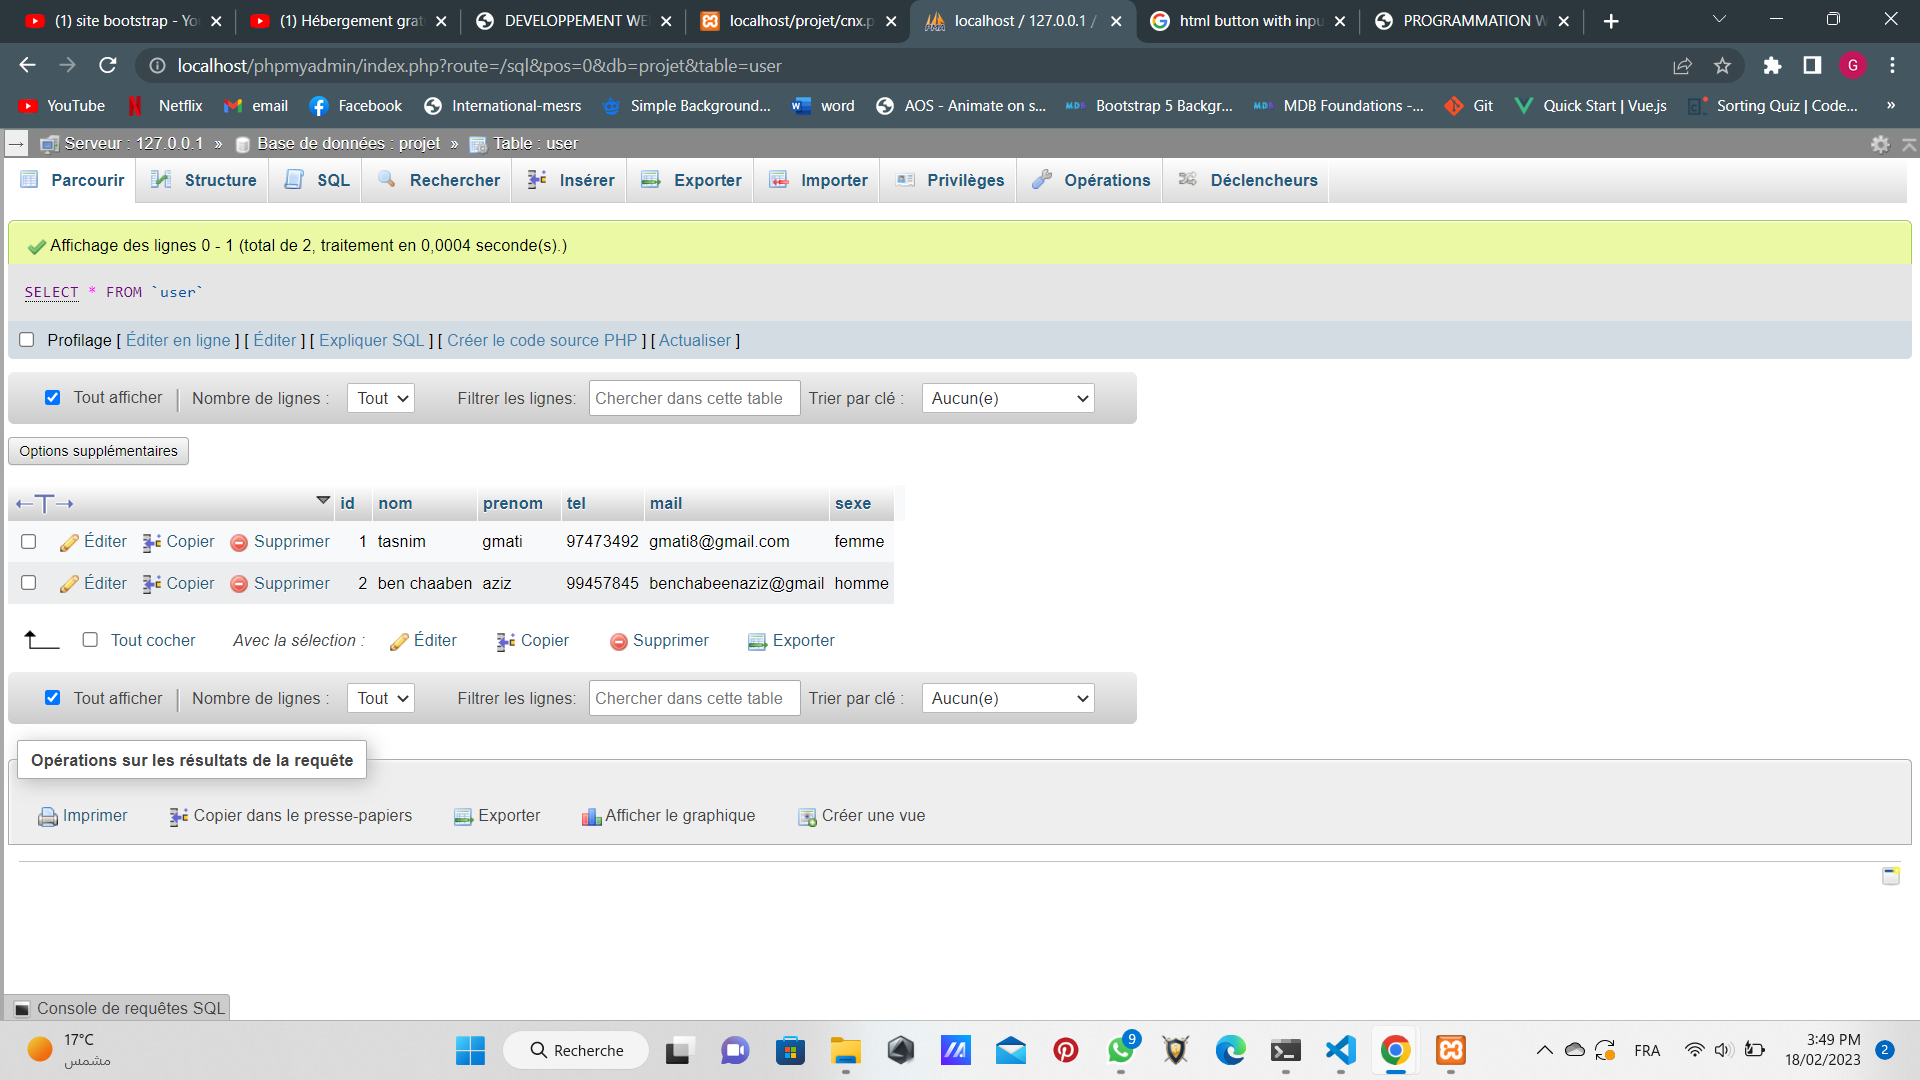 (1) site bootstrap - Yo
(1) Hébergement grat
DEVELOPPEMENT WE
localhost/projet/cnx.p
localhost / 127.0.0.1 /
html button with inpu
PROGRAMMATION W
localhost/phpmyadmin/index.php?route=/sql&pos=0&db=projet&table=user
G
YouTube Netflix email Facebook International-mesrs Simple Background... word AOS - Animate on s... Bootstrap 5 Backgr... MDB Foundations -... Git Quick Start | Vue.js Sorting Quiz | Code... »
Serveur : 127.0.0.1 » Base de données : projet » Table : user
Parcourir Structure SQL Rechercher Insérer Exporter Importer Privilèges Opérations Déclencheurs
Affichage des lignes 0 - 1 (total de 2, traitement en 0,0004 seconde(s).)
SELECT * FROM `user`
Profilage [ Éditer en ligne ] [ Éditer ] [ Expliquer SQL ] [ Créer le code source PHP ] [ Actualiser ]
Tout afficher Nombre de lignes : Tout Filtrer les lignes: Chercher dans cette table Trier par clé : Aucun(e)
Options supplémentaires
←T→ id nom prenom tel mail sexe
Éditer Copier Supprimer 1 tasnim gmati 97473492 gmati8@gmail.com femme
Éditer Copier Supprimer 2 ben chaaben aziz 99457845 benchabeenaziz@gmail homme
Tout cocher Avec la sélection : Éditer Copier Supprimer Exporter
Tout afficher Nombre de lignes : Tout Filtrer les lignes: Chercher dans cette table Trier par clé : Aucun(e)
Opérations sur les résultats de la requête
Imprimer Copier dans le presse-papiers Exporter Afficher le graphique Créer une vue
Console de requêtes SQL
17°C
مشمس
Recherche
9
FRA
3:49 PM
18/02/2023
2